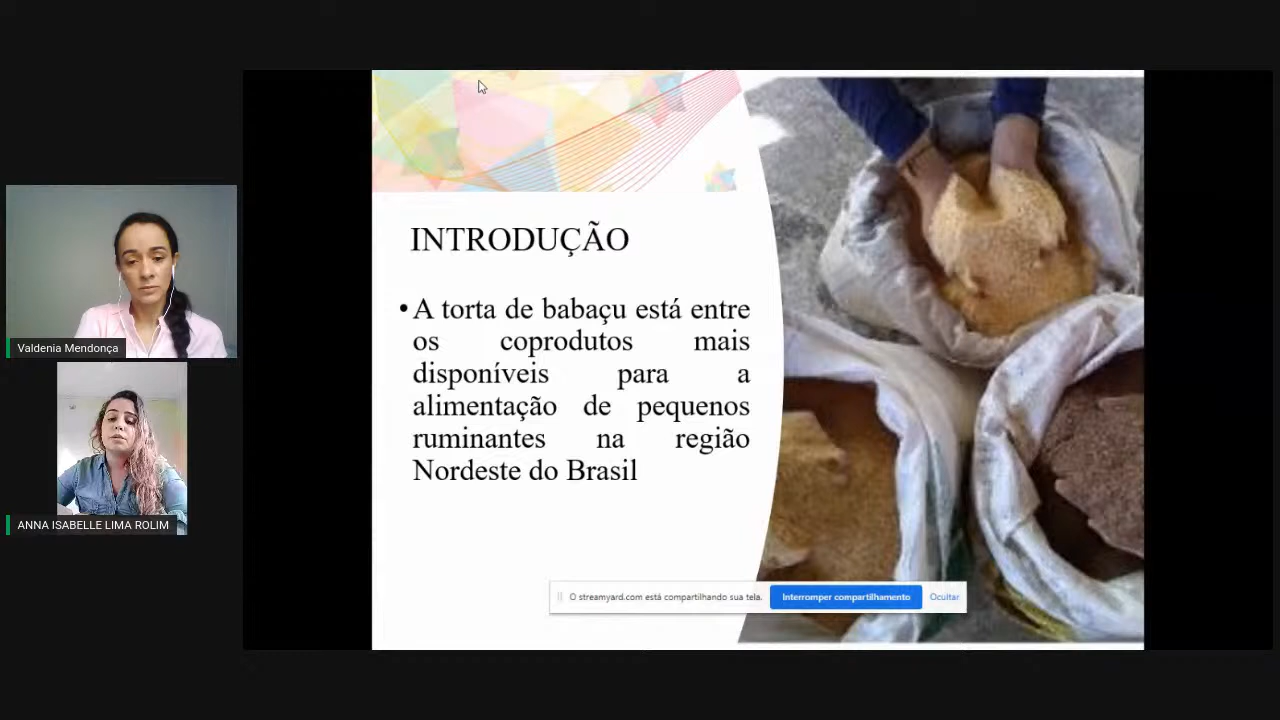 Valdenia Mendonça
ANNA ISABELLE LIMA ROLIM
INTRODUÇÃO
• A torta de babaçu está entre
os coprodutos mais
disponíveis para a
alimentação de pequenos
ruminantes na região
Nordeste do Brasil
O streamyard.com está compartilhando sua tela.
Interromper compartilhamento
Ocultar